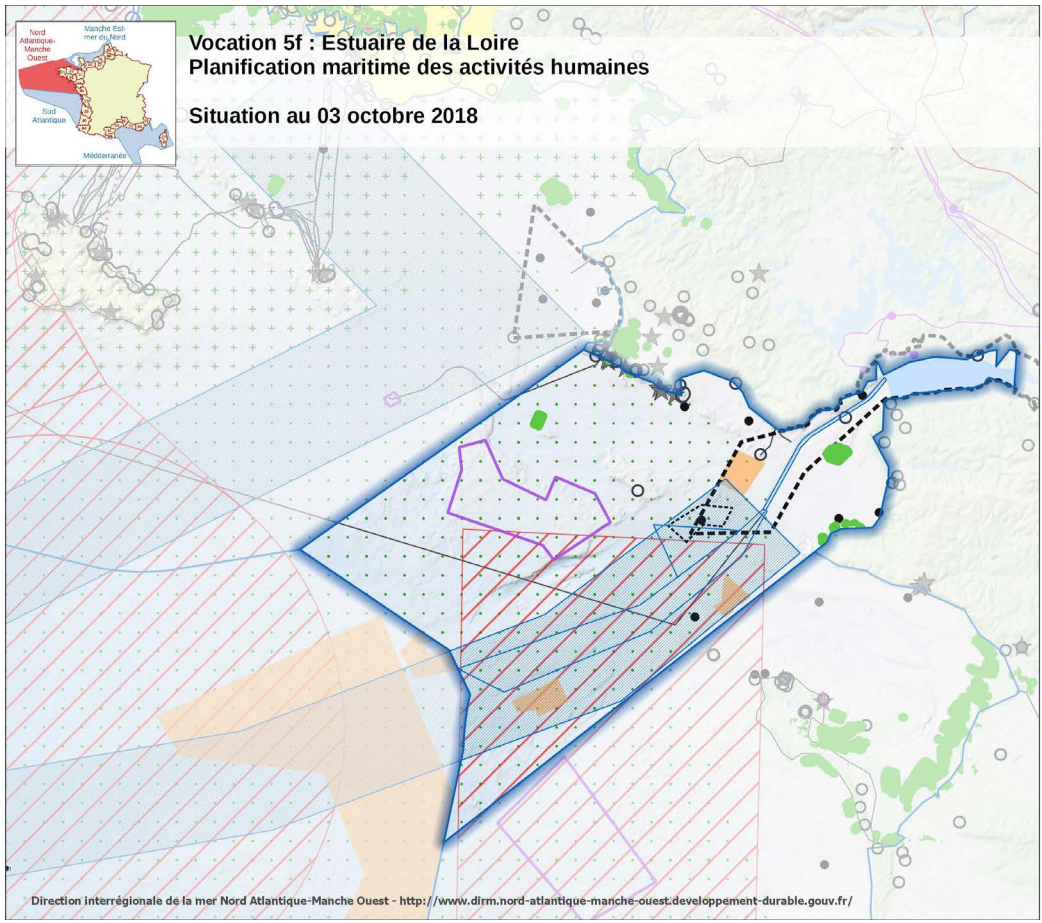 Vocation 5f : Estuaire de la Loire
Planification maritime des activités humaines
Situation au 03 octobre 2018
Nord
Atlantique-
Manche
Ouest
Manche Est-
mer du Nord
Sud
Atlantique
Méditerranée
Direction interrégionale de la mer Nord Atlantique-Manche Ouest - http://www.dirm.nord-atlantique-manche-ouest.developpement-durable.gouv.fr/